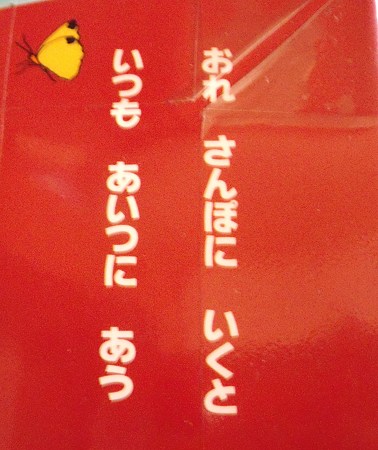 おれ さんぽに いくと
いつも あいつに あう